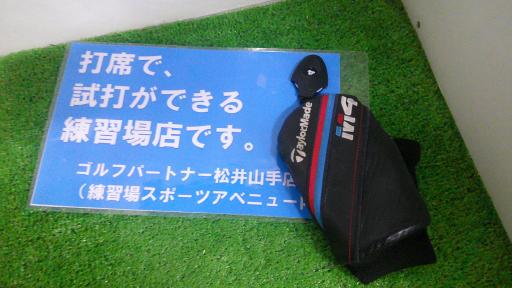 打席で、
試打ができる
練習場店です。
ゴルフパートナー松井山手店
（練習場スポーツアベニュー
TaylorMade